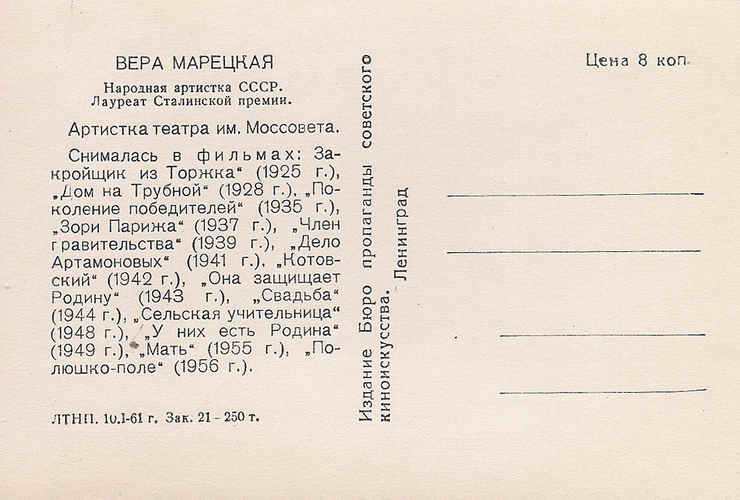 ВЕРА МАРЕЦКАЯ
Народная артистка СССР.
Лауреат Сталинской премии.
Артистка театра им. Моссовета.
Снималась в фильмах: За-
кройщик из Торжка“ (1925 г.),
„Дом на Трубной“ (1928 г.), „По-
коление победителей“ (1935 г.),
„Зори Парижа“ (1937 г.), „Член
гравительства“ (1939 г.), „Дело
Артамоновых“ (1941 г.), „Котов-
ский“ (1942 г.), „Она защищает
Родину“ (1943 г.), „Свадьба“
(1944 г.), „Сельская учительница“
(1948 г.), „У них есть Родина“
(1949 г.), „Мать“ (1955 г.), „По-
люшко-поле“ (1956 г.).
ЛТНП. 10.I-61 г. Зак. 21 – 250 т.
Издание Бюро пропаганды советского
киноискусства. Ленинград
Цена 8 коп.